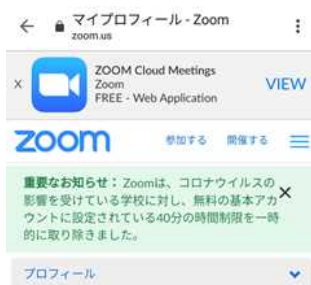 マイプロフィール - Zoom
zoom.us
X
ZOOM Cloud Meetings
Zoom
FREE - Web Application
VIEW
zoom
参加する 開催する
重要なお知らせ： Zoomは、コロナウイルスの
影響を受けている学校に対し、無料の基本アカ
ウントに設定されている40分の時間制限を一時
的に取り除きました。
プロフィール